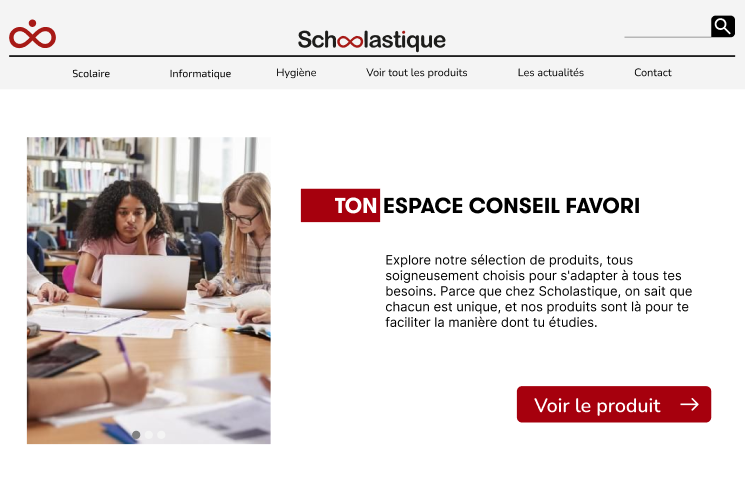 Schoolastique
Scolaire Informatique Hygiène Voir tout les produits Les actualités Contact
TON ESPACE CONSEIL FAVORI
Explore notre sélection de produits, tous
soigneusement choisis pour s'adapter à tous tes
besoins. Parce que chez Scholastique, on sait que
chacun est unique, et nos produits sont là pour te
faciliter la manière dont tu étudies.
Voir le produit